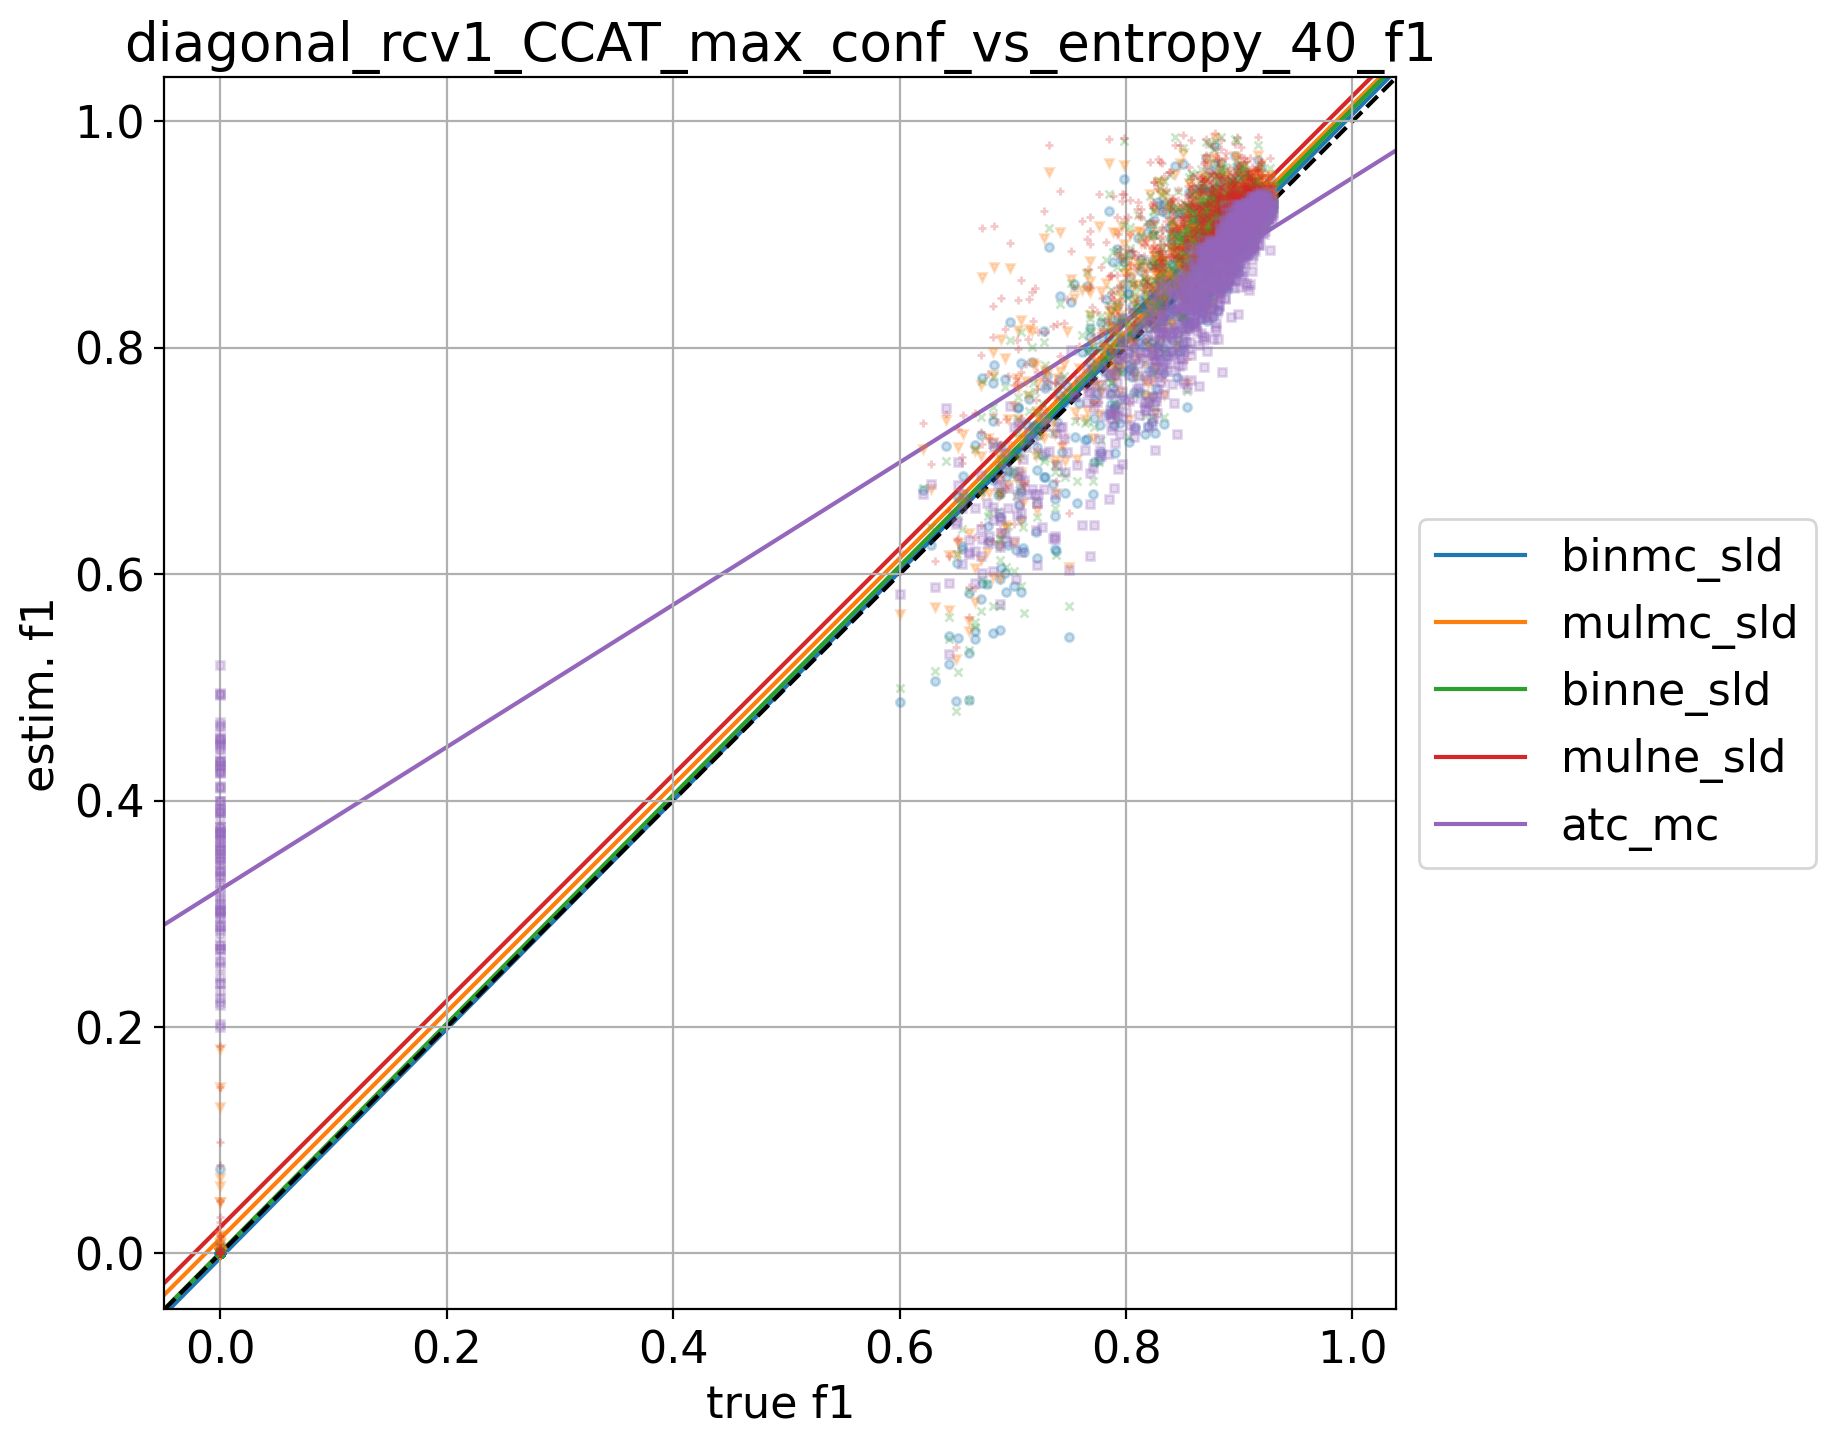 diagonal_rcv1_CCAT_max_conf_vs_entropy_40_f1
1.0
0.8
0.6
0.4
0.2
0.0
estim. f1
0.0 0.2 0.4 0.6 0.8 1.0
true f1
binmc_sld
mulmc_sld
binne_sld
mulne_sld
atc_mc